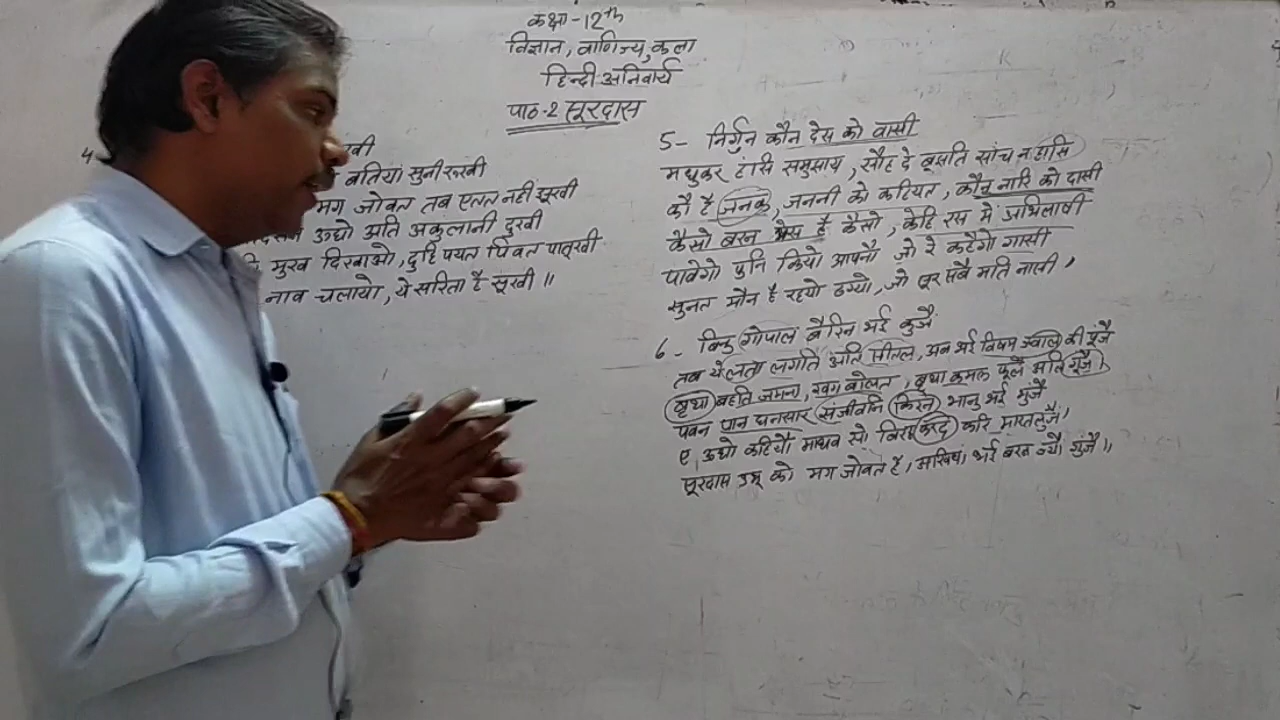 कक्षा - 12th
विज्ञान, वाणिज्य, कला
हिन्दी अनिवार्य
पाठ-2 सूरदास
4
बतियां सुनी रूखी
मग जोवत तब एतत नहीं झूखी
ऊधो अति अकुलानी दुखी
मुख दिखाओ, दुहि पयत पिवत पातूखी
नाव चलायो, ये सरिता है सूखी ॥
5- निर्गुन कौन देस को वासी
मधुकर हांसि समुझाय, सौह दे बूझति सांच न हासि
को है जनक, जननी को कहियत, कौन नारि को दासी
कैसो बरन भेस है कैसो, केहि रस में अभिलाषी
पावेगो पुनि कियो आपनौ जो रे कहेगो गासी
सुनत मौन है रहयो ठग्यो, जो सूर सबै मति नासी,
6- बिनु गोपाल बैरिन भई कुंजै
तब ये लता लगति अति सीतल, अब भई विषम ज्वाल की पुंजै
बृथा बहति जमुना, खग बोलत, बृथा कमल फूलै अलि गुंजै।
पवन पान घनसार संजीवनि किरन भानु भई भुंजै
ए ऊधो कहियौ माधव सो विरह करद करि मारत लुंजै,
सूरदास प्रभू को मग जोवत है, अखियां भई बरन ज्यौ गुंजै।,